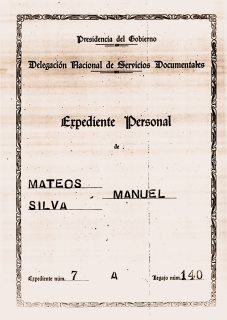 Presidencia del Gobierno
Delegación Nacional de Servicios Documentales
Expediente Personal
de
MATEOS
MANUEL
SILVA
Expediente núm. 7 A Legajo núm. 140